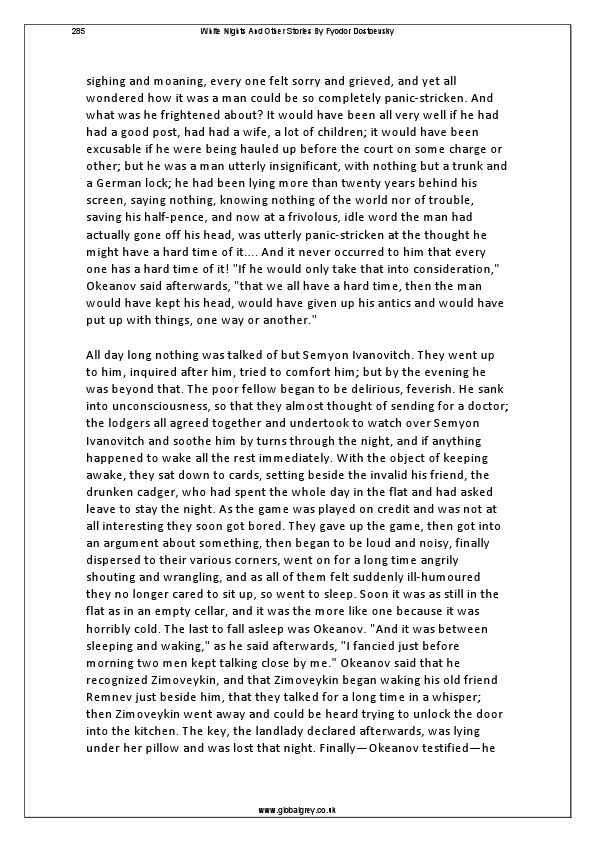 285 White Nights And Other Stories By Fyodor Dostoevsky
sighing and moaning, every one felt sorry and grieved, and yet all
wondered how it was a man could be so completely panic-stricken. And
what was he frightened about? It would have been all very well if he had
had a good post, had had a wife, a lot of children; it would have been
excusable if he were being hauled up before the court on some charge or
other; but he was a man utterly insignificant, with nothing but a trunk and
a German lock; he had been lying more than twenty years behind his
screen, saying nothing, knowing nothing of the world nor of trouble,
saving his half-pence, and now at a frivolous, idle word the man had
actually gone off his head, was utterly panic-stricken at the thought he
might have a hard time of it.... And it never occurred to him that every
one has a hard time of it! "If he would only take that into consideration,"
Okeanov said afterwards, "that we all have a hard time, then the man
would have kept his head, would have given up his antics and would have
put up with things, one way or another."
All day long nothing was talked of but Semyon Ivanovitch. They went up
to him, inquired after him, tried to comfort him; but by the evening he
was beyond that. The poor fellow began to be delirious, feverish. He sank
into unconsciousness, so that they almost thought of sending for a doctor;
the lodgers all agreed together and undertook to watch over Semyon
Ivanovitch and soothe him by turns through the night, and if anything
happened to wake all the rest immediately. With the object of keeping
awake, they sat down to cards, setting beside the invalid his friend, the
drunken cadger, who had spent the whole day in the flat and had asked
leave to stay the night. As the game was played on credit and was not at
all interesting they soon got bored. They gave up the game, then got into
an argument about something, then began to be loud and noisy, finally
dispersed to their various corners, went on for a long time angrily
shouting and wrangling, and as all of them felt suddenly ill-humoured
they no longer cared to sit up, so went to sleep. Soon it was as still in the
flat as in an empty cellar, and it was the more like one because it was
horribly cold. The last to fall asleep was Okeanov. "And it was between
sleeping and waking," as he said afterwards, "I fancied just before
morning two men kept talking close by me." Okeanov said that he
recognized Zimoveykin, and that Zimoveykin began waking his old friend
Remnev just beside him, that they talked for a long time in a whisper;
then Zimoveykin went away and could be heard trying to unlock the door
into the kitchen. The key, the landlady declared afterwards, was lying
under her pillow and was lost that night. Finally—Okeanov testified—he
www.globalgrey.co.uk